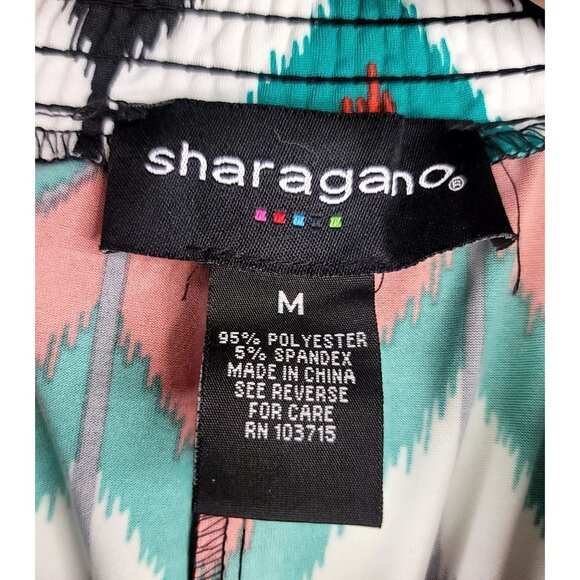 sharagano®
M
95% POLYESTER
5% SPANDEX
MADE IN CHINA
SEE REVERSE
FOR CARE
RN 103715